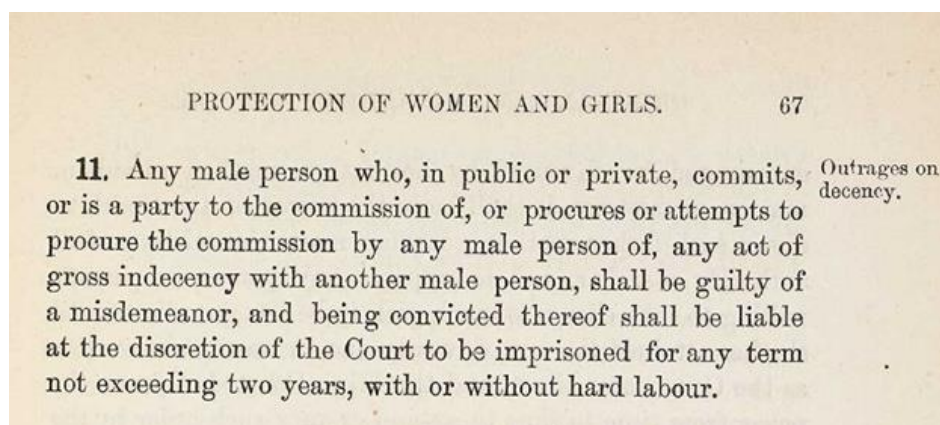 PROTECTION OF WOMEN AND GIRLS. 67
11. Any male person who, in public or private, commits,
or is a party to the commission of, or procures or attempts to
procure the commission by any male person of, any act of
gross indecency with another male person, shall be guilty of
a misdemeanor, and being convicted thereof shall be liable
at the discretion of the Court to be imprisoned for any term
not exceeding two years, with or without hard labour.
Outrages on
decency.